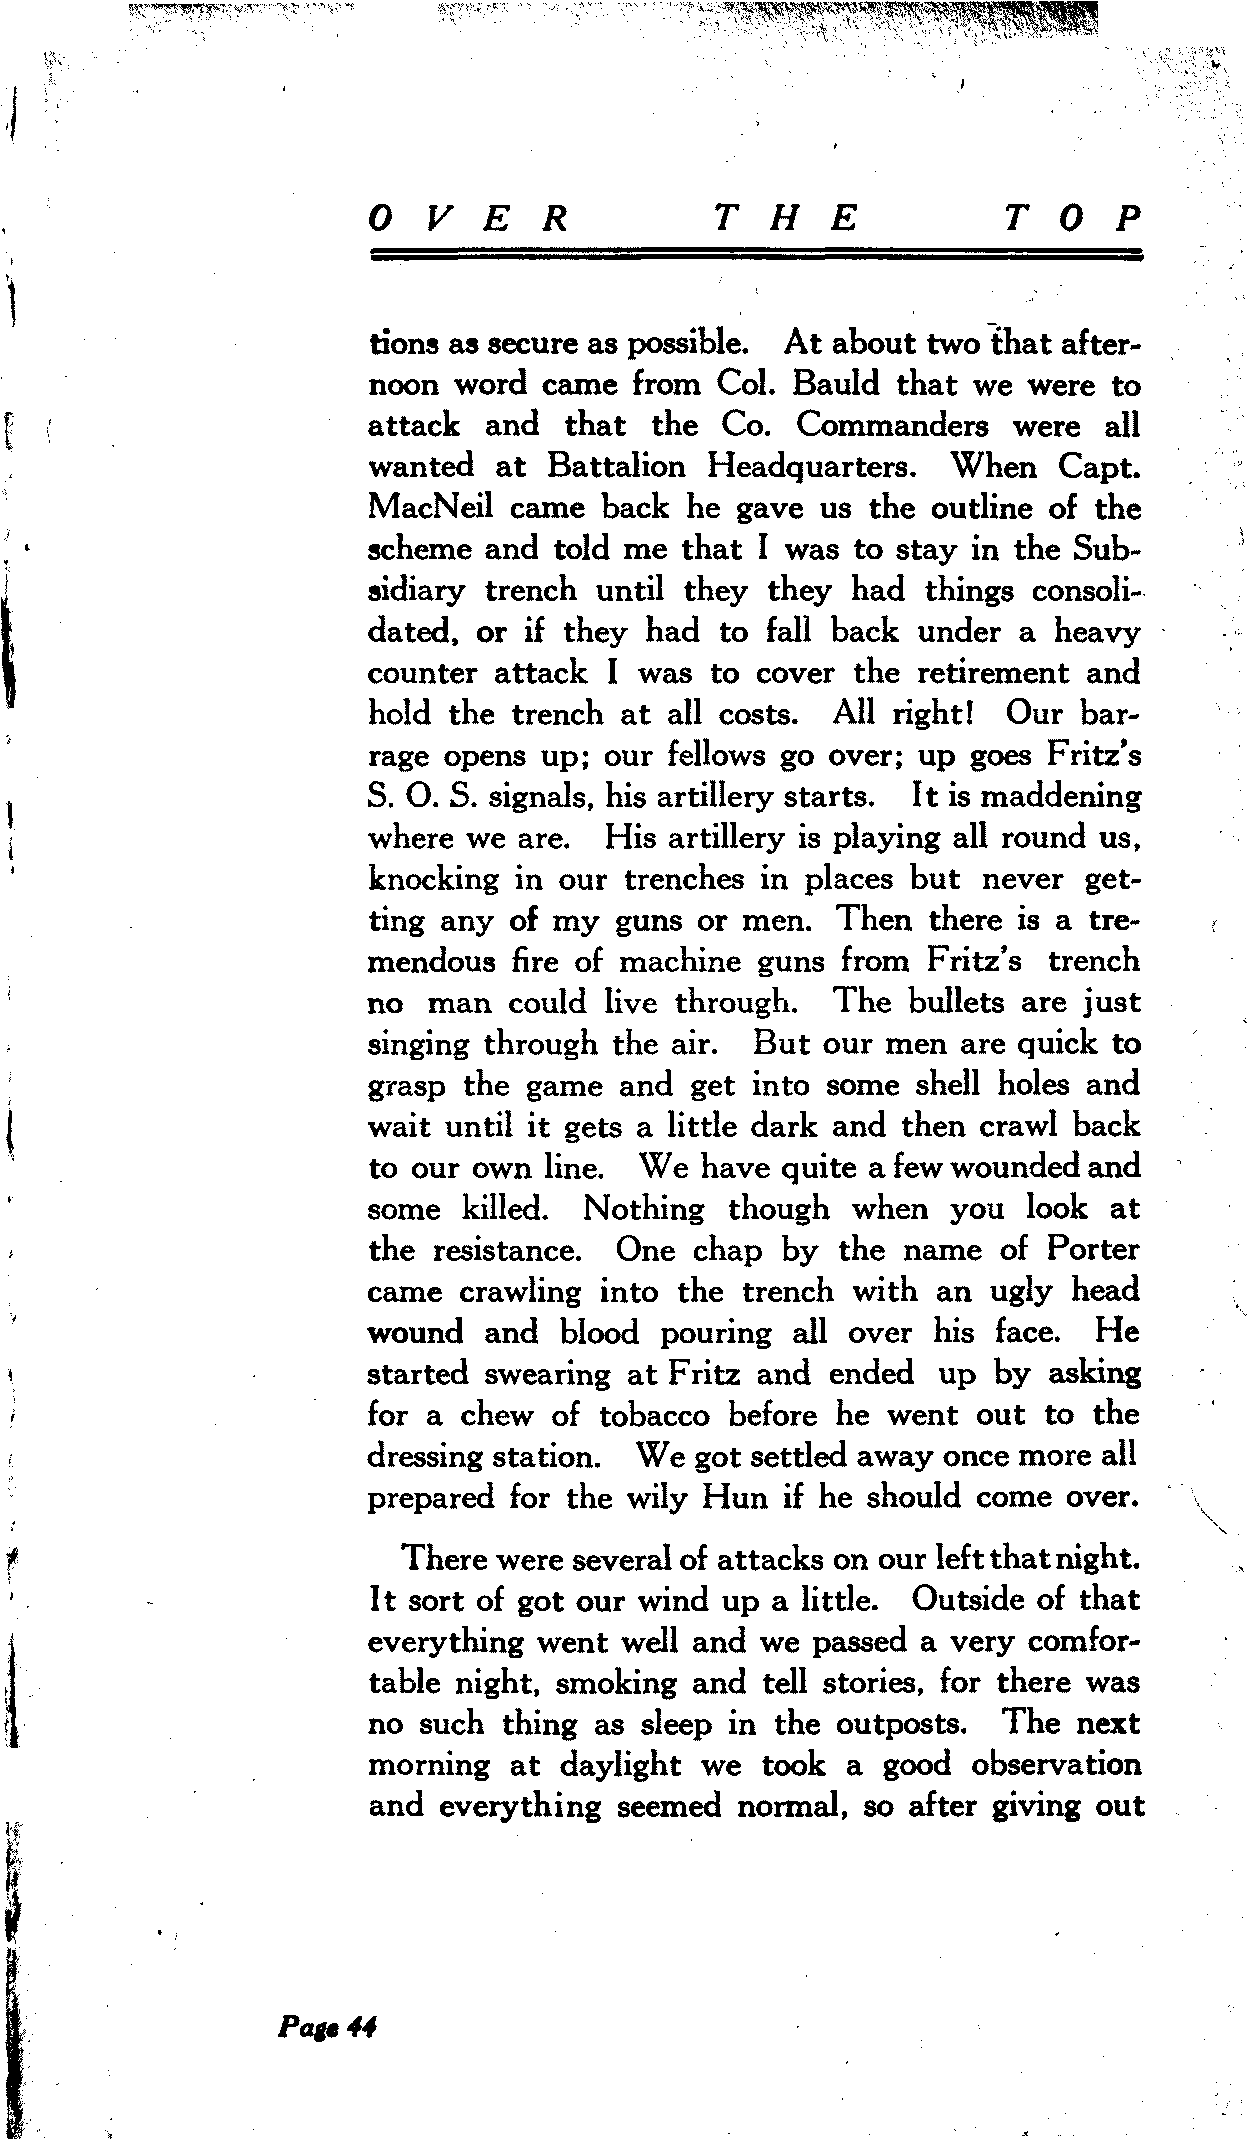 OVER THE TOP
tions as secure as possible. At about two that after-
noon word came from Col. Bauld that we were to
attack and that the Co. Commanders were all
wanted at Battalion Headquarters. When Capt.
MacNeil came back he gave us the outline of the
scheme and told me that I was to stay in the Sub-
sidiary trench until they they had things consoli-
dated, or if they had to fall back under a heavy
counter attack I was to cover the retirement and
hold the trench at all costs. All right! Our bar-
rage opens up; our fellows go over; up goes Fritz's
S. O. S. signals, his artillery starts. It is maddening
where we are. His artillery is playing all round us,
knocking in our trenches in places but never get-
ting any of my guns or men. Then there is a tre-
mendous fire of machine guns from Fritz's trench
no man could live through. The bullets are just
singing through the air. But our men are quick to
grasp the game and get into some shell holes and
wait until it gets a little dark and then crawl back
to our own line. We have quite a few wounded and
some killed. Nothing though when you look at
the resistance. One chap by the name of Porter
came crawling into the trench with an ugly head
wound and blood pouring all over his face. He
started swearing at Fritz and ended up by asking
for a chew of tobacco before he went out to the
dressing station. We got settled away once more all
prepared for the wily Hun if he should come over.
There were several of attacks on our left that night.
It sort of got our wind up a little. Outside of that
everything went well and we passed a very comfor-
table night, smoking and tell stories, for there was
no such thing as sleep in the outposts. The next
morning at daylight we took a good observation
and everything seemed normal, so after giving out
Page 44